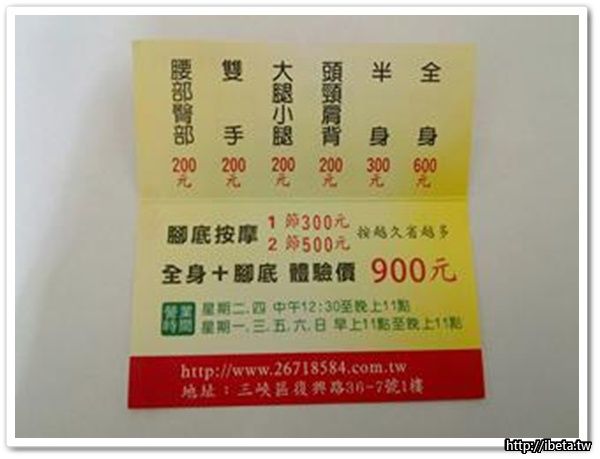 全身 600元
半身 300元
頭頸肩背 200元
大腿小腿 200元
雙手 200元
腰部臀部 200元
腳底按摩 1節300元 2節500元 按越久省越多
全身＋腳底 體驗價 900元
營業時間 星期二.四 中午12:30至晚上11點
星期一.三.五.六.日 早上11點至晚上11點
http://www.26718584.com.tw
地址：三峽區復興路36-7號1樓
http://ibeta.tw